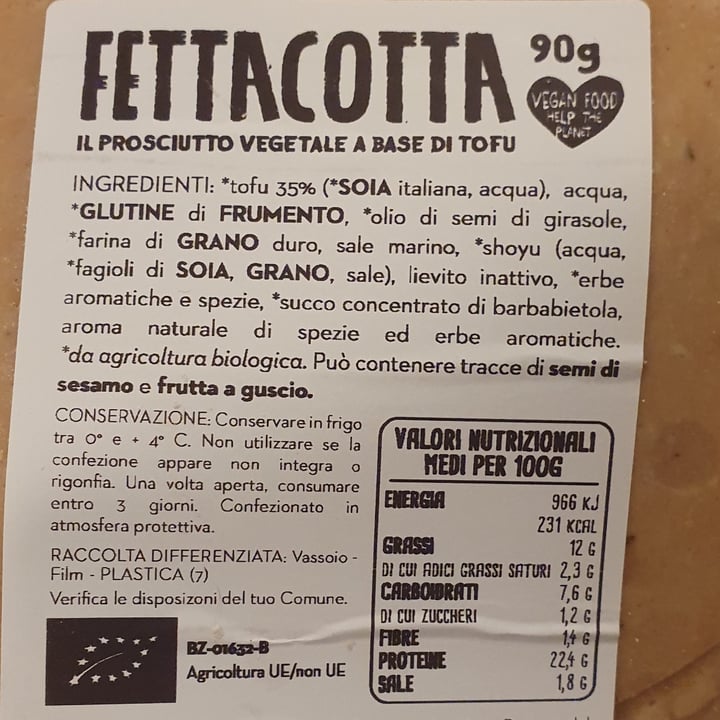 FETTACOTTA 90g
VEGAN FOOD
HELP THE
PLANET
IL PROSCIUTTO VEGETALE A BASE DI TOFU
INGREDIENTI: *tofu 35% (*SOIA italiana, acqua), acqua,
*GLUTINE di FRUMENTO, *olio di semi di girasole,
*farina di GRANO duro, sale marino, *shoyu (acqua,
*fagioli di SOIA, GRANO, sale), lievito inattivo, *erbe
aromatiche e spezie, *succo concentrato di barbabietola,
aroma naturale di spezie ed erbe aromatiche.
*da agricoltura biologica. Può contenere tracce di semi di
sesamo e frutta a guscio.
CONSERVAZIONE: Conservare in frigo
tra 0° e + 4° C. Non utilizzare se la
confezione appare non integra o
rigonfia. Una volta aperta, consumare
entro 3 giorni. Confezionato in
atmosfera protettiva.
RACCOLTA DIFFERENZIATA: Vassoio -
Film - PLASTICA (7)
Verifica le disposizoni del tuo Comune.
BZ-01632-B
Agricoltura UE/non UE
VALORI NUTRIZIONALI
MEDI PER 100G
ENERGIA 966 KJ
231 KCAL
GRASSI 12 G
DI CUI ADICI GRASSI SATURI 2,3 G
CARBOIDRATI 7,6 G
DI CUI ZUCCHERI 1,2 G
FIBRE 1,4 G
PROTEINE 22,4 G
SALE 1,8 G